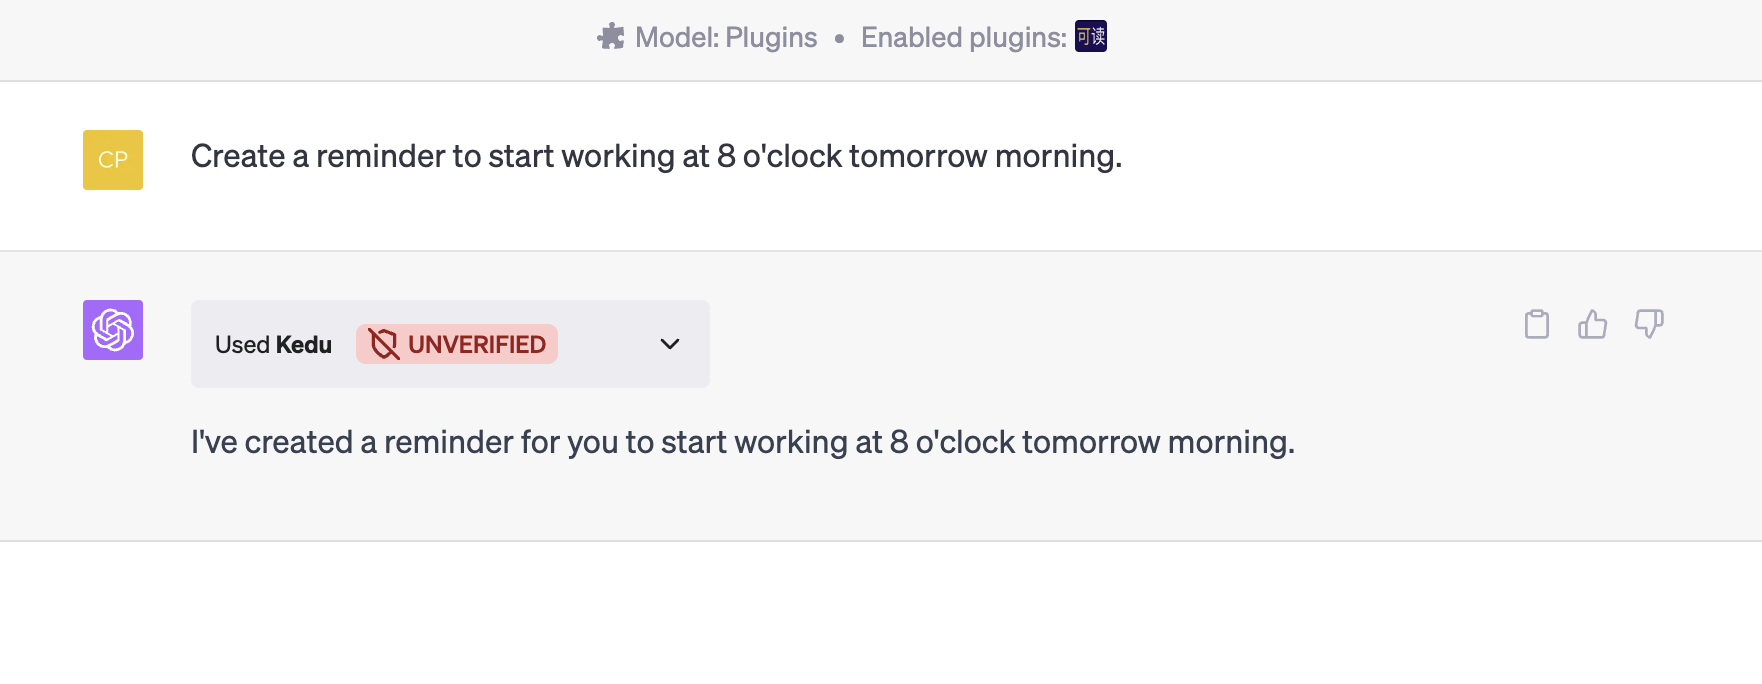 Model: Plugins • Enabled plugins: 可读
CP
Create a reminder to start working at 8 o'clock tomorrow morning.
Used Kedu UNVERIFIED
I've created a reminder for you to start working at 8 o'clock tomorrow morning.